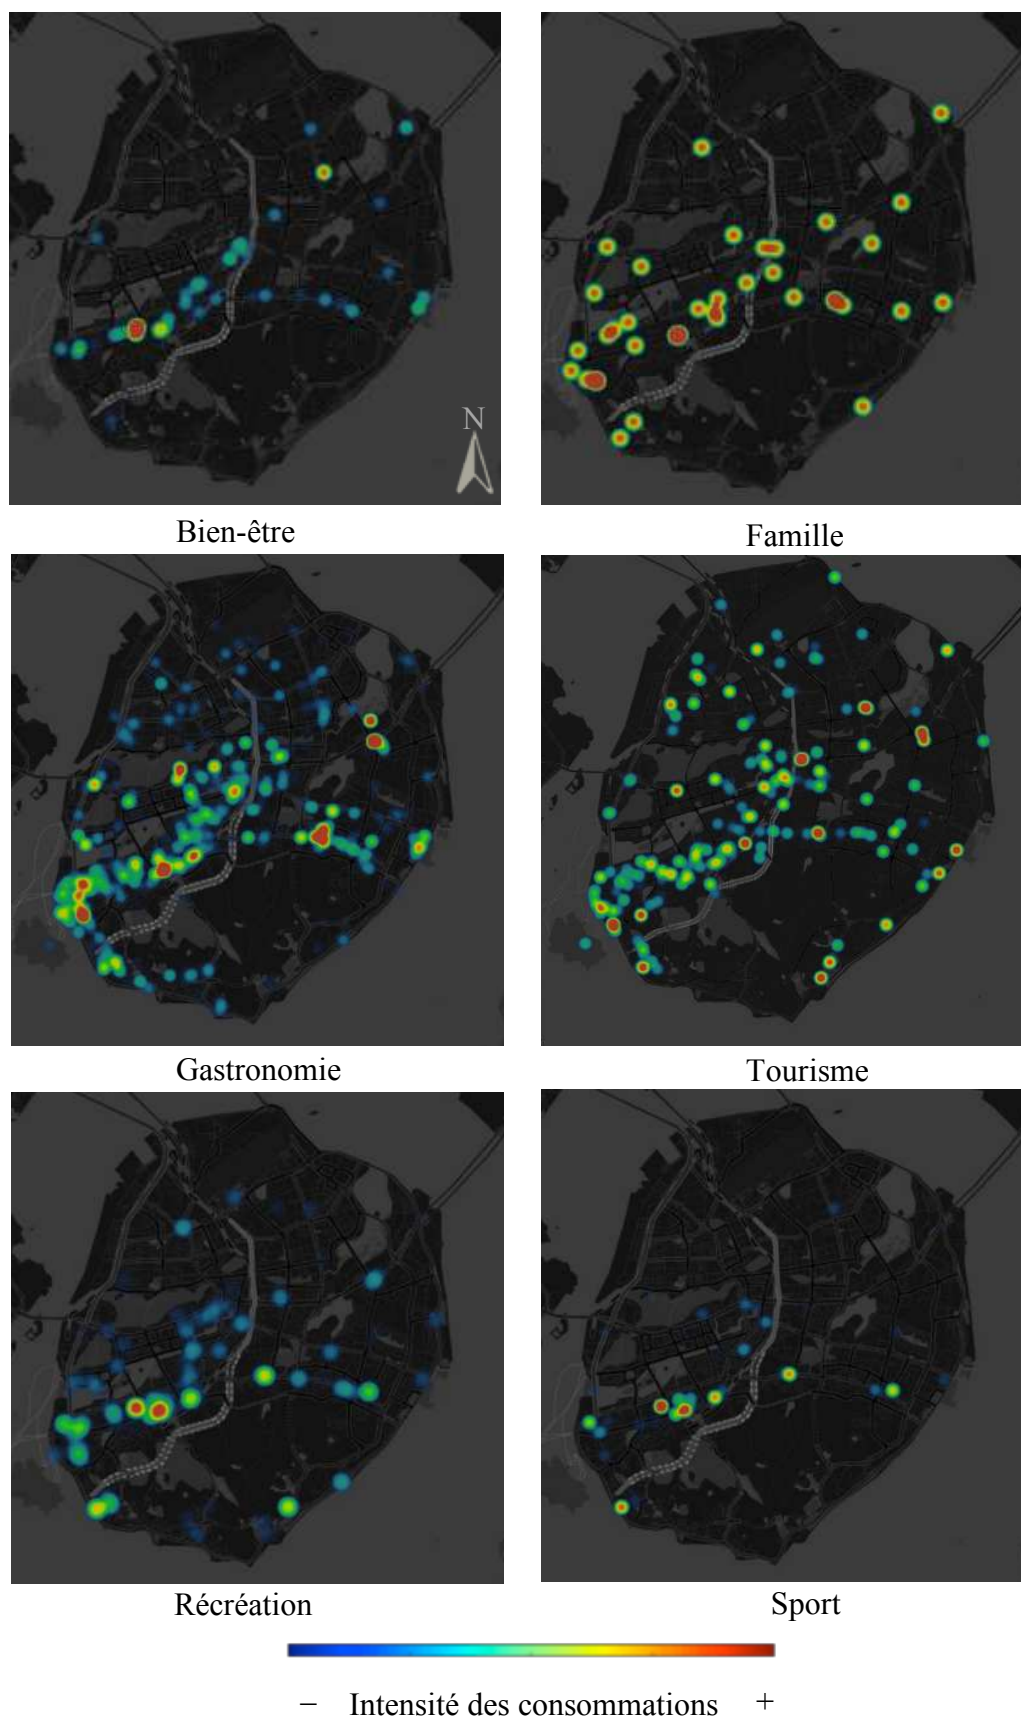 N
Bien-être
Famille
Gastronomie
Tourisme
Récréation
Sport
– Intensité des consommations +